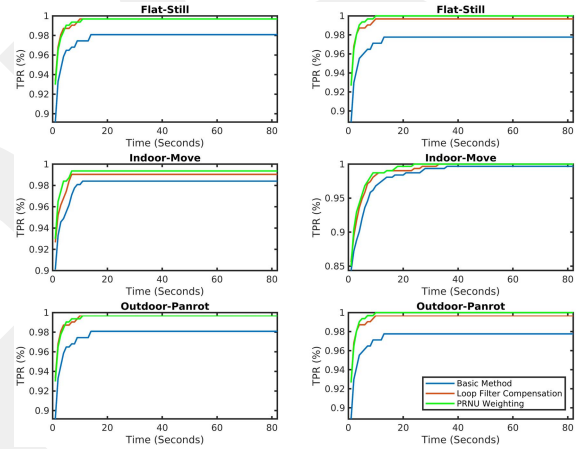 Flat-Still
Flat-Still
1
0.98
0.96
0.94
0.92
0.9
TPR (%)
0 20 40 60 80
Time (Seconds)
1
0.98
0.96
0.94
0.92
0.9
TPR (%)
0 20 40 60 80
Time (Seconds)
Indoor-Move
Indoor-Move
1
0.98
0.96
0.94
0.92
0.9
TPR (%)
0 20 40 60 80
Time (Seconds)
1
0.95
0.9
0.85
TPR (%)
0 20 40 60 80
Time (Seconds)
Outdoor-Panrot
Outdoor-Panrot
1
0.98
0.96
0.94
0.92
0.9
TPR (%)
0 20 40 60 80
Time (Seconds)
1
0.98
0.96
0.94
0.92
0.9
TPR (%)
0 20 40 60 80
Time (Seconds)
Basic Method
Loop Filter Compensation
PRNU Weighting